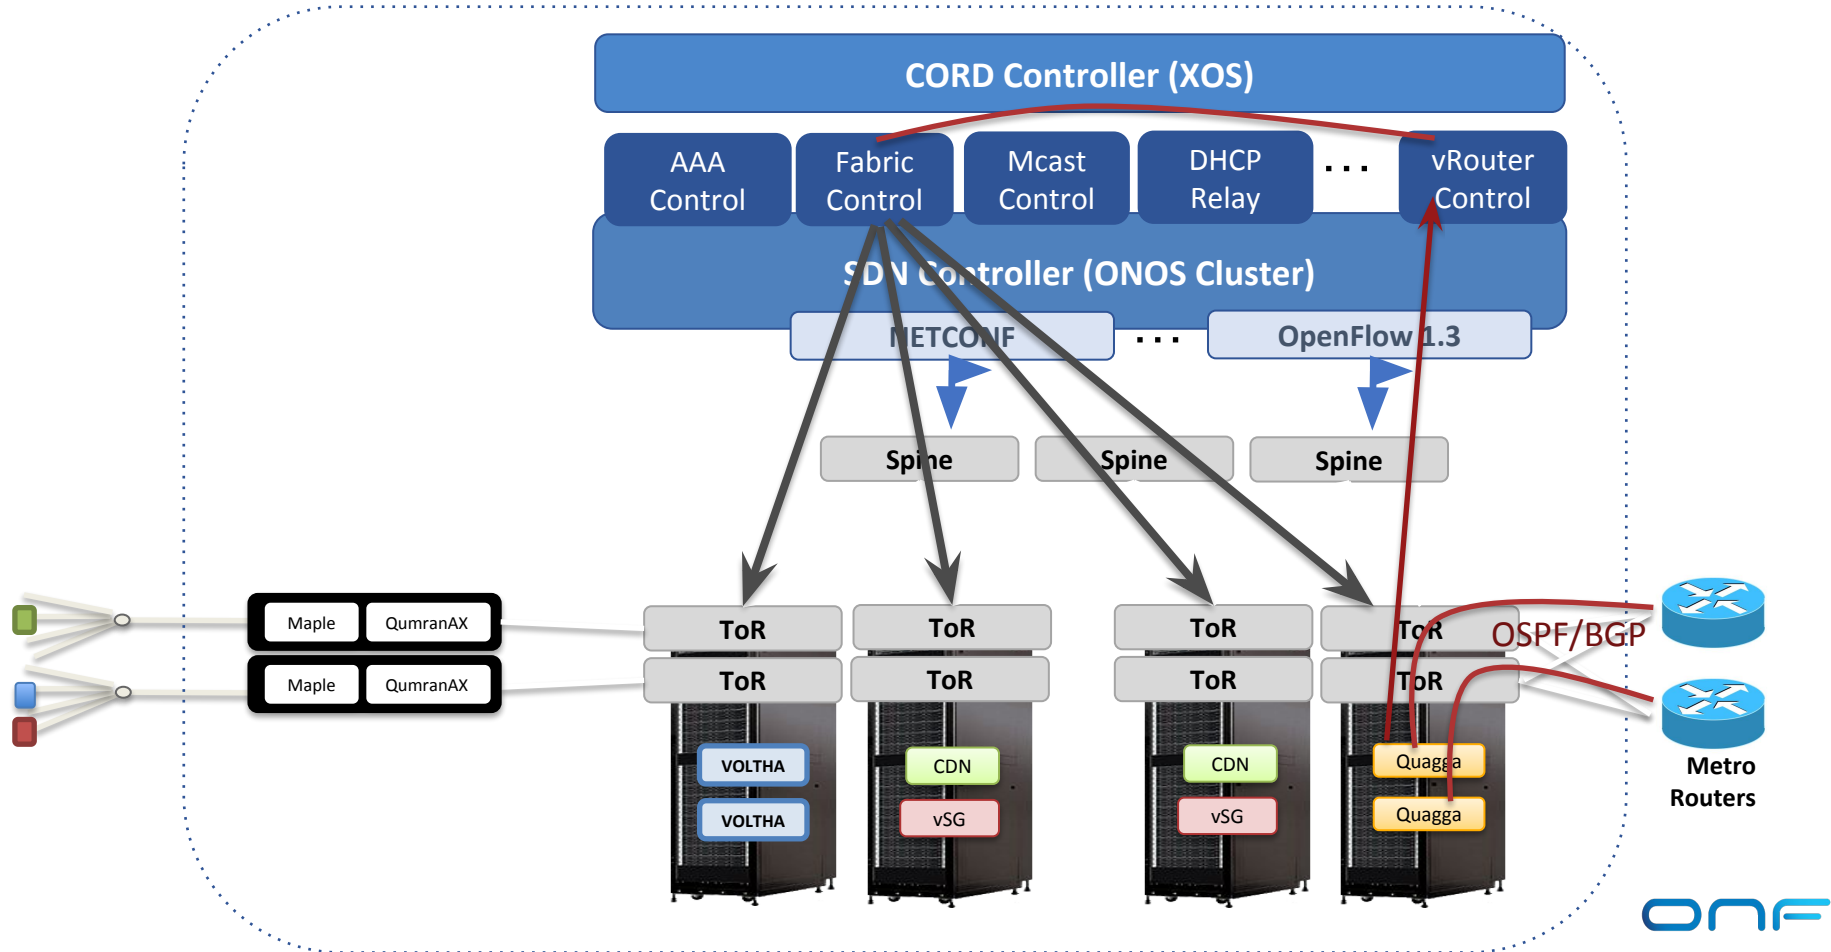 CORD Controller (XOS)
AAA
Control
Fabric
Control
Mcast
Control
DHCP
Relay
...
vRouter
Control
SDN Controller (ONOS Cluster)
NETCONF
...
OpenFlow 1.3
Spine
Spine
Spine
Maple
QumranAX
Maple
QumranAX
ToR
ToR
ToR
ToR
ToR
ToR
ToR
ToR
OSPF/BGP
VOLTHA
CDN
CDN
Quagga
VOLTHA
vSG
vSG
Quagga
Metro
Routers
ONF